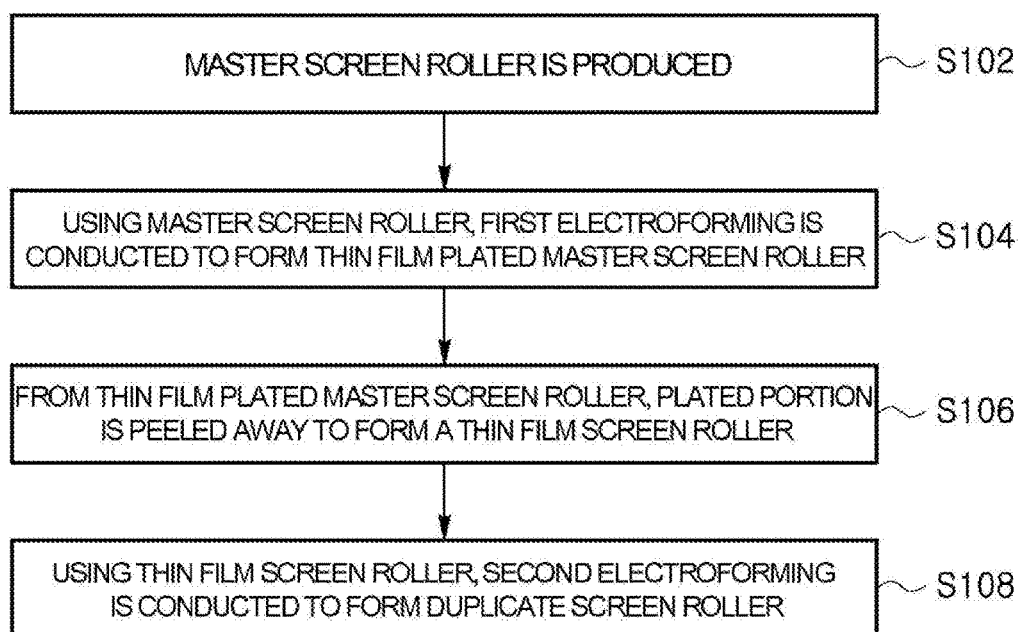 MASTER SCREEN ROLLER IS PRODUCED
S102
USING MASTER SCREEN ROLLER, FIRST ELECTROFORMING IS
CONDUCTED TO FORM THIN FILM PLATED MASTER SCREEN ROLLER
S104
FROM THIN FILM PLATED MASTER SCREEN ROLLER, PLATED PORTION
IS PEELED AWAY TO FORM A THIN FILM SCREEN ROLLER
S106
USING THIN FILM SCREEN ROLLER, SECOND ELECTROFORMING
IS CONDUCTED TO FORM DUPLICATE SCREEN ROLLER
S108